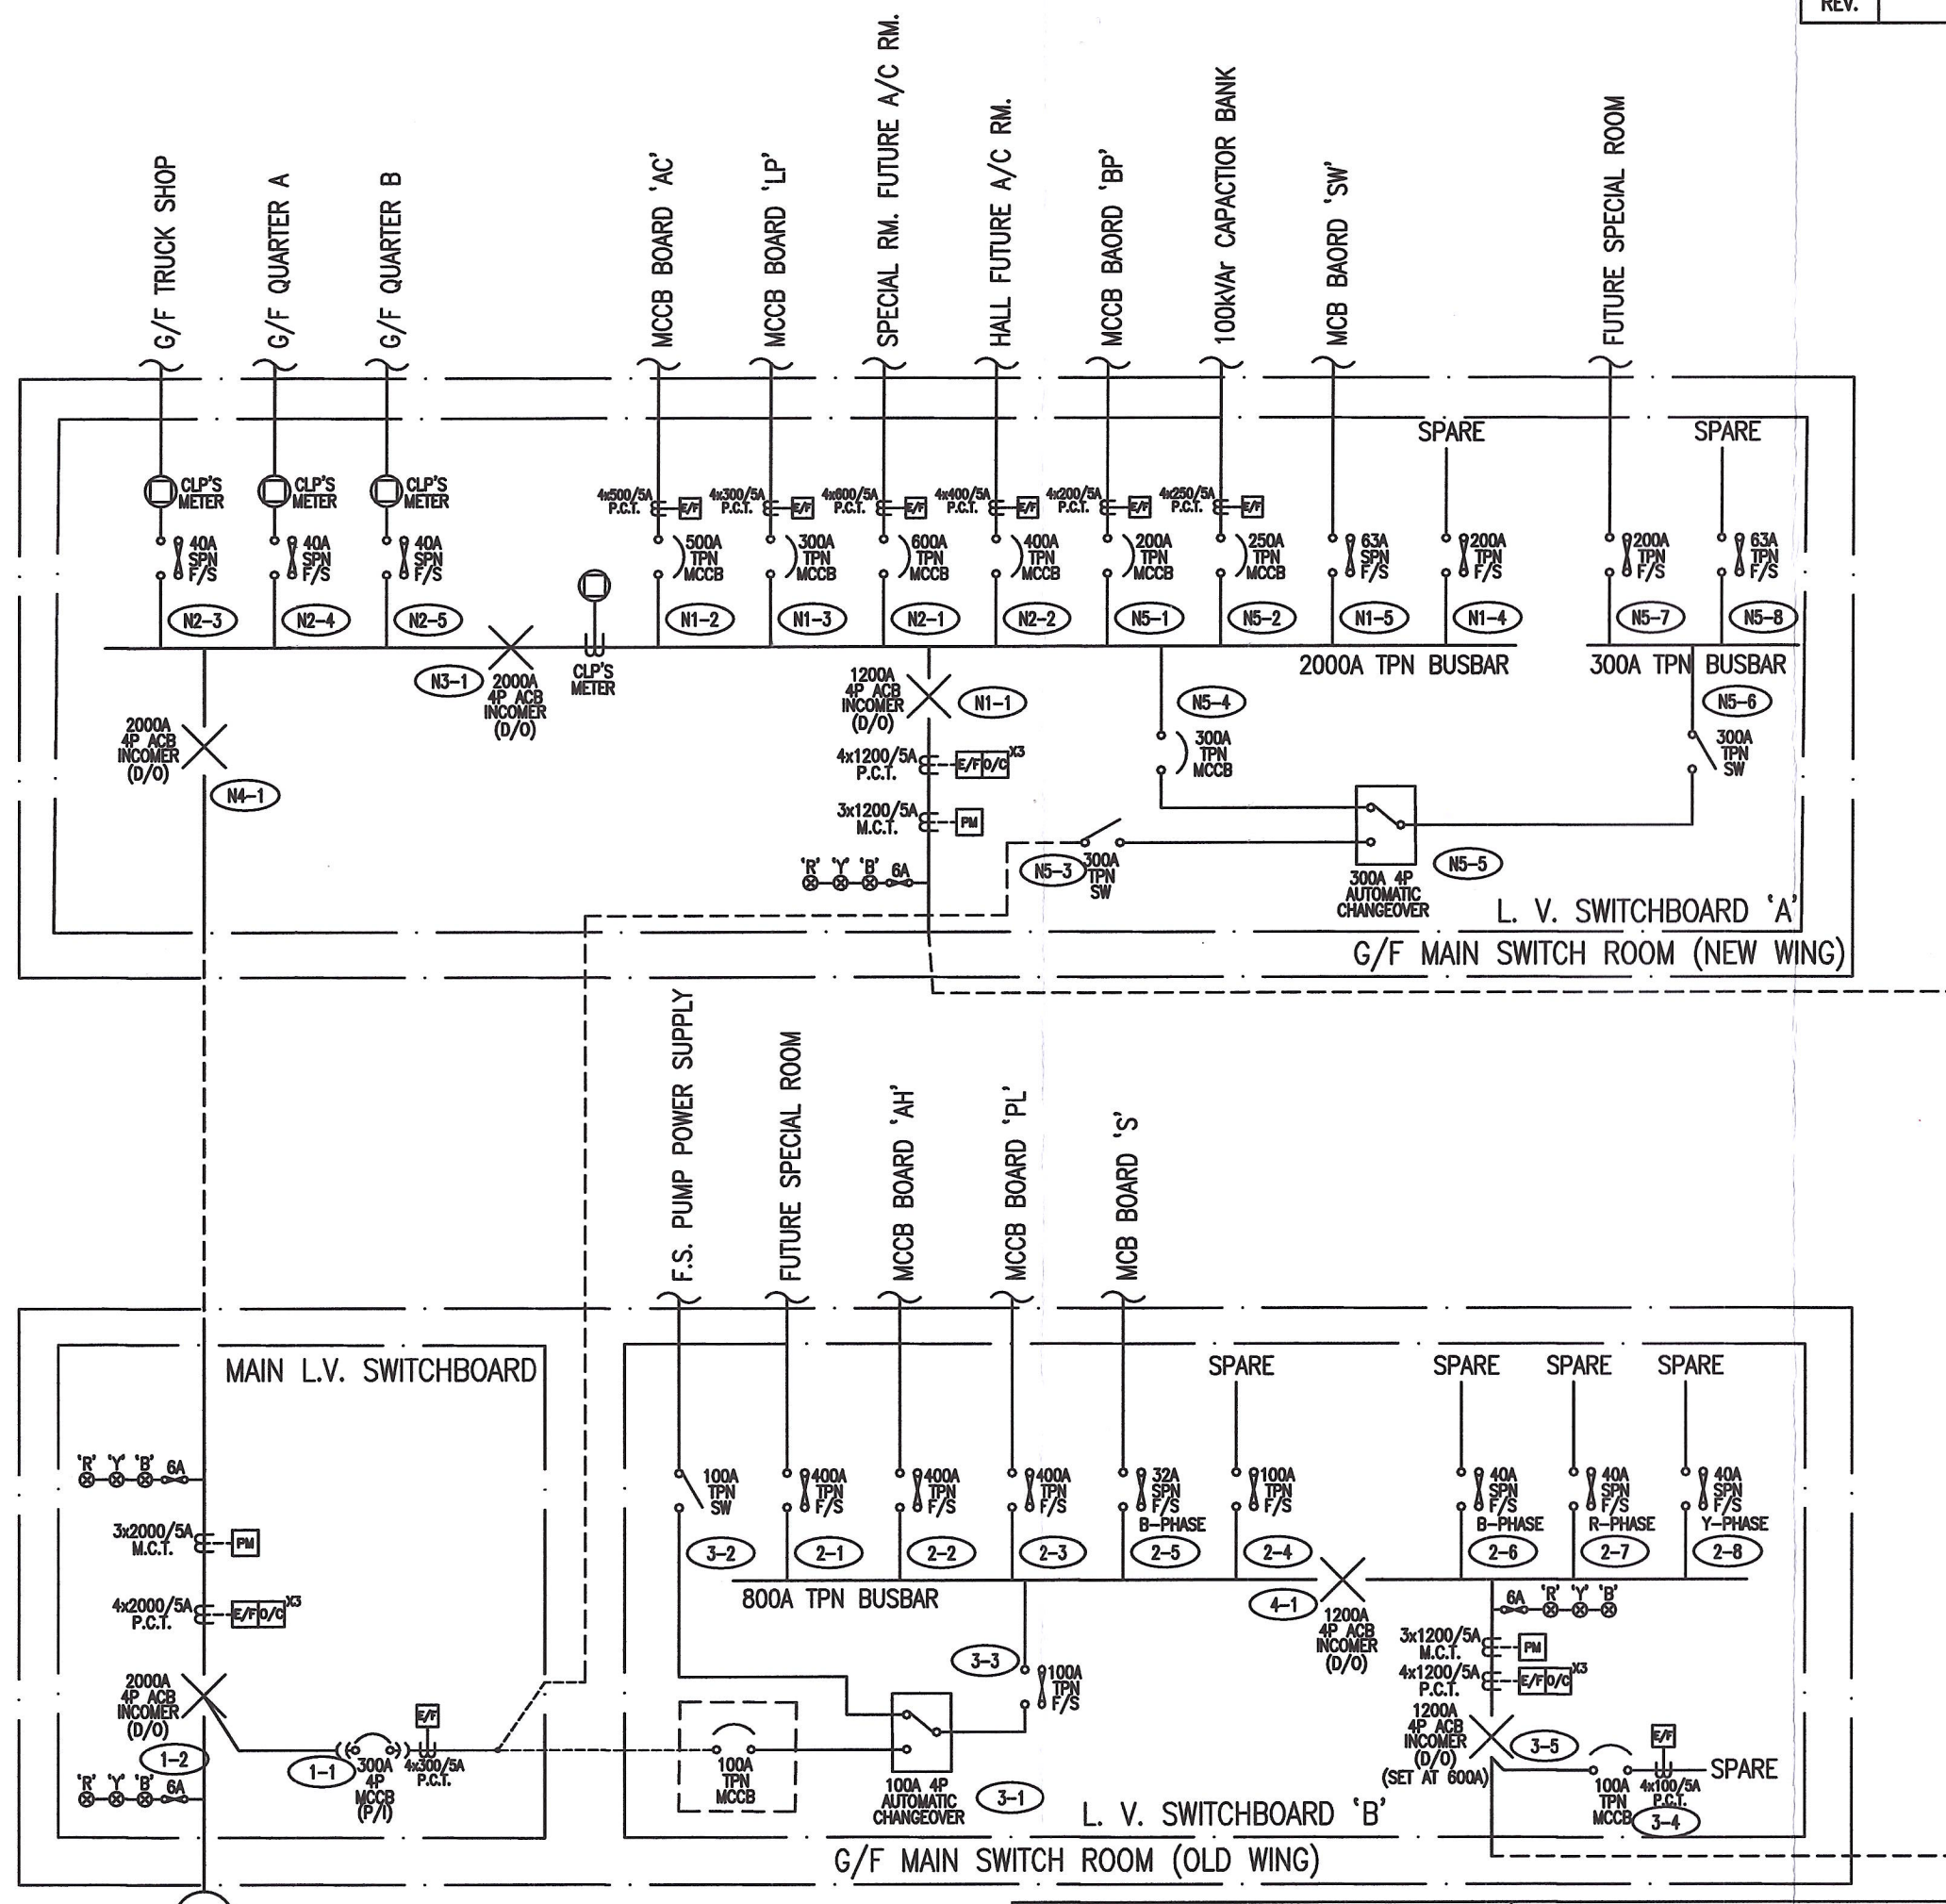 REV.
G/F TRUCK SHOP
G/F QUARTER A
G/F QUARTER B
MCCB BOARD 'AC'
MCCB BOARD 'LP'
SPECIAL RM. FUTURE A/C RM.
HALL FUTURE A/C RM.
MCCB BAORD 'BP'
100kVAr CAPACTIOR BANK
MCB BAORD 'SW'
FUTURE SPECIAL ROOM
SPARE
SPARE
CLP'S
METER
CLP'S
METER
CLP'S
METER
4x500/5A
P.C.T.
E/F
4x300/5A
P.C.T.
E/F
4x600/5A
P.C.T.
E/F
4x400/5A
P.C.T.
E/F
4x200/5A
P.C.T.
E/F
4x250/5A
P.C.T.
E/F
40A
SPN
F/S
40A
SPN
F/S
40A
SPN
F/S
500A
TPN
MCCB
300A
TPN
MCCB
600A
TPN
MCCB
400A
TPN
MCCB
200A
TPN
MCCB
250A
TPN
MCCB
63A
SPN
F/S
200A
TPN
F/S
200A
TPN
F/S
63A
TPN
F/S
N2-3
N2-4
N2-5
N1-2
N1-3
N2-1
N2-2
N5-1
N5-2
N1-5
N1-4
N5-7
N5-8
N3-1
2000A
4P ACB
INCOMER
(D/O)
CLP'S
METER
2000A TPN BUSBAR
300A TPN BUSBAR
2000A
4P ACB
INCOMER
(D/O)
N4-1
1200A
4P ACB
INCOMER
(D/O)
N1-1
N5-4
N5-6
4x1200/5A
P.C.T.
E/F O/C X3
300A
TPN
MCCB
300A
TPN
SW
3x1200/5A
M.C.T.
PM
'R' 'Y' 'B' 6A
N5-3
300A
TPN
SW
N5-5
300A 4P
AUTOMATIC
CHANGEOVER
L. V. SWITCHBOARD 'A'
G/F MAIN SWITCH ROOM (NEW WING)
F.S. PUMP POWER SUPPLY
FUTURE SPECIAL ROOM
MCCB BOARD 'AH'
MCCB BOARD 'PL'
MCB BOARD 'S'
MAIN L.V. SWITCHBOARD
SPARE
SPARE
SPARE
SPARE
'R' 'Y' 'B' 6A
100A
TPN
SW
400A
TPN
F/S
400A
TPN
F/S
400A
TPN
F/S
32A
SPN
F/S
B-PHASE
100A
TPN
F/S
40A
SPN
F/S
B-PHASE
40A
SPN
F/S
R-PHASE
40A
SPN
F/S
Y-PHASE
3x2000/5A
M.C.T.
PM
3-2
2-1
2-2
2-3
2-5
2-4
2-6
2-7
2-8
4x2000/5A
P.C.T.
E/F O/C X3
800A TPN BUSBAR
4-1
1200A
4P ACB
INCOMER
(D/O)
6A 'R' 'Y' 'B'
3x1200/5A
M.C.T.
PM
4x1200/5A
P.C.T.
E/F O/C X3
3-3
100A
TPN
F/S
2000A
4P ACB
INCOMER
(D/O)
1-2
'R' 'Y' 'B' 6A
1-1
300A
4P
MCCB
(P/I)
E/F
4x300/5A
P.C.T.
100A
TPN
MCCB
100A 4P
AUTOMATIC
CHANGEOVER
3-1
1200A
4P ACB
INCOMER
(D/O)
(SET AT 600A)
3-5
E/F
100A
TPN
MCCB
4x100/5A
P.C.T.
SPARE
3-4
L. V. SWITCHBOARD 'B'
G/F MAIN SWITCH ROOM (OLD WING)